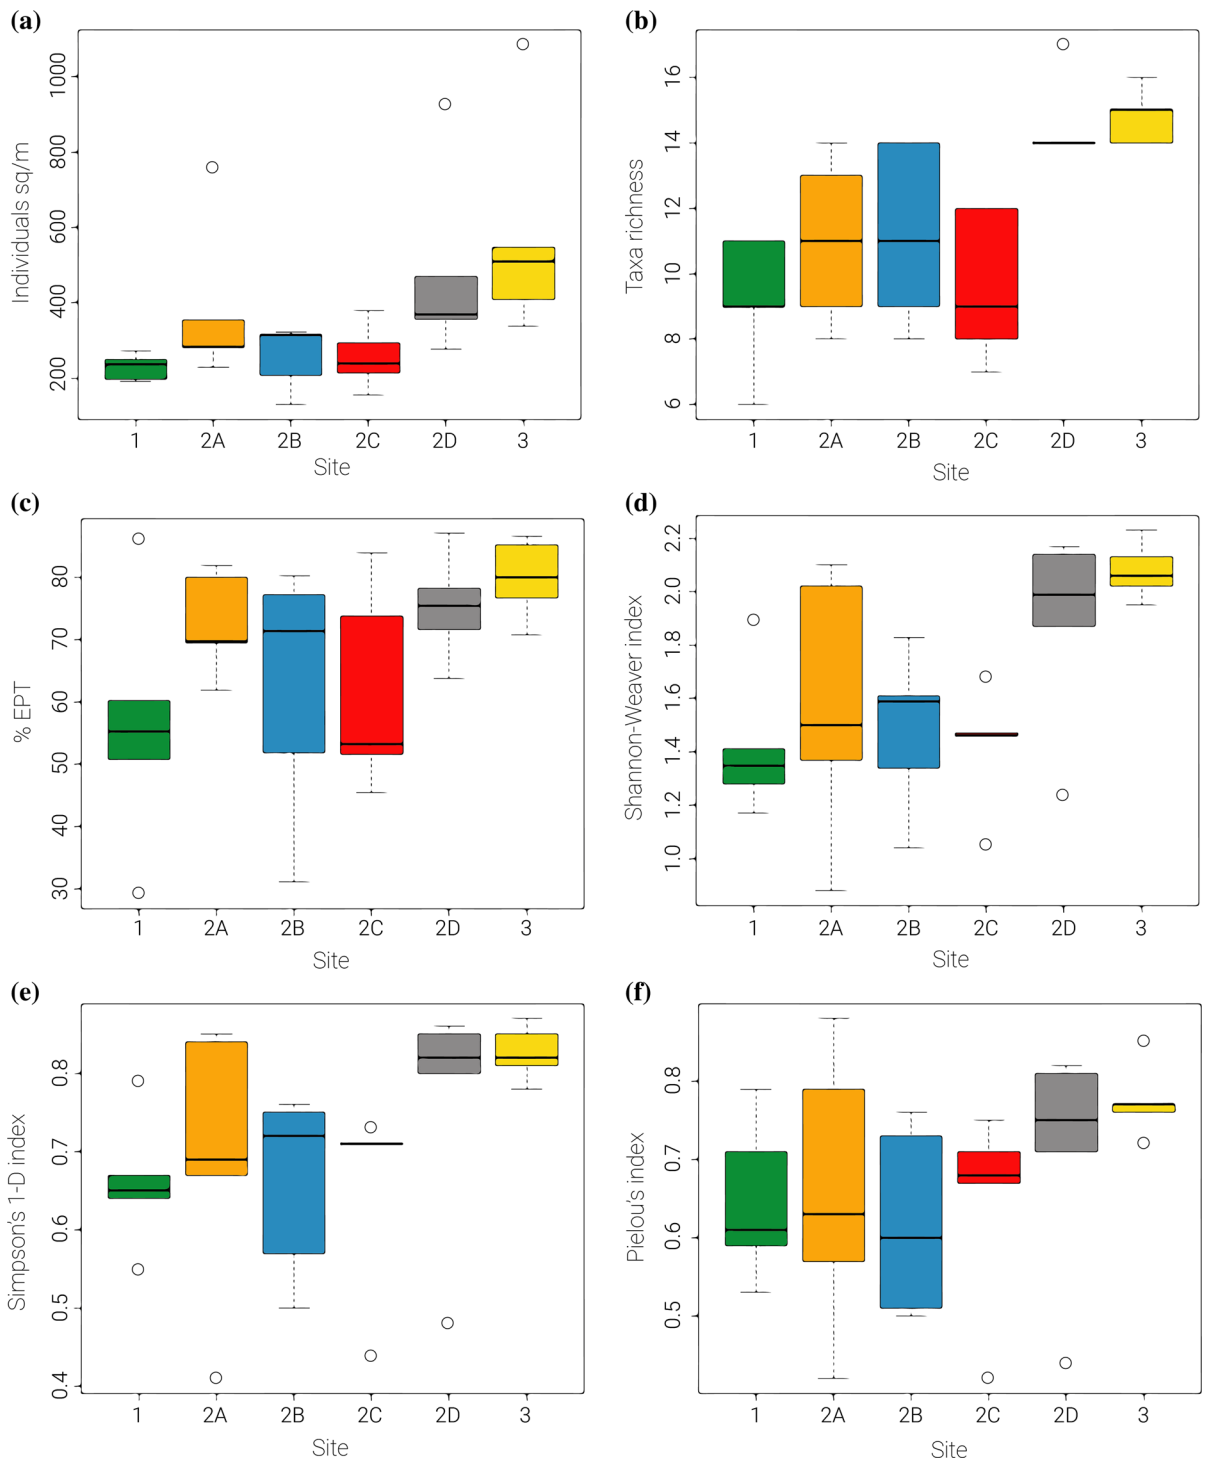 (a)
Individuals sq/m
1000
800
600
400
200
1 2A 2B 2C 2D 3
Site
(b)
Taxa richness
16
14
12
10
8
6
1 2A 2B 2C 2D 3
Site
(c)
% EPT
80
70
60
50
40
30
1 2A 2B 2C 2D 3
Site
(d)
Shannon-Weaver index
2.2
2.0
1.8
1.6
1.4
1.2
1.0
1 2A 2B 2C 2D 3
Site
(e)
Simpson's 1-D index
0.8
0.7
0.6
0.5
0.4
1 2A 2B 2C 2D 3
Site
(f)
Pielou's index
0.8
0.7
0.6
0.5
1 2A 2B 2C 2D 3
Site